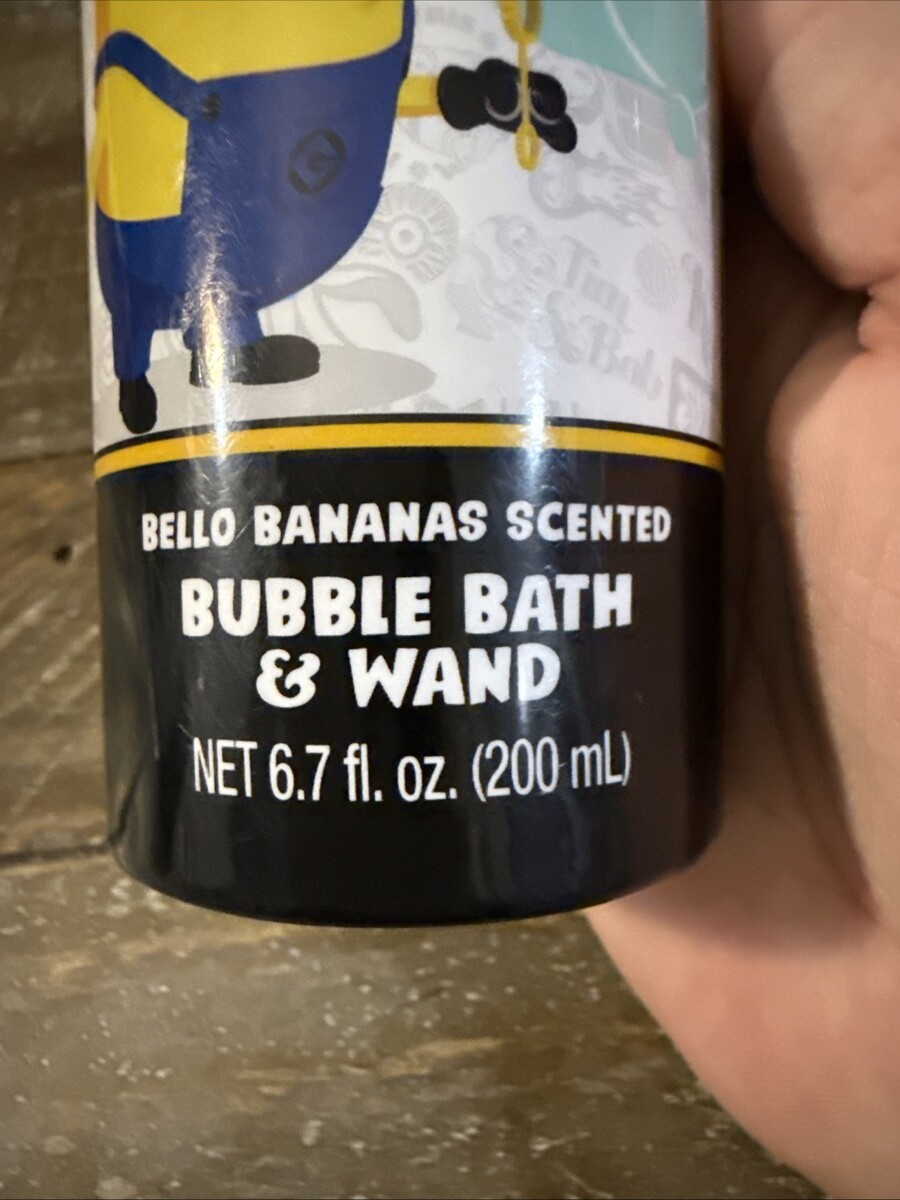 BELLO BANANAS SCENTED
BUBBLE BATH
& WAND
NET 6.7 fl. oz. (200 mL)